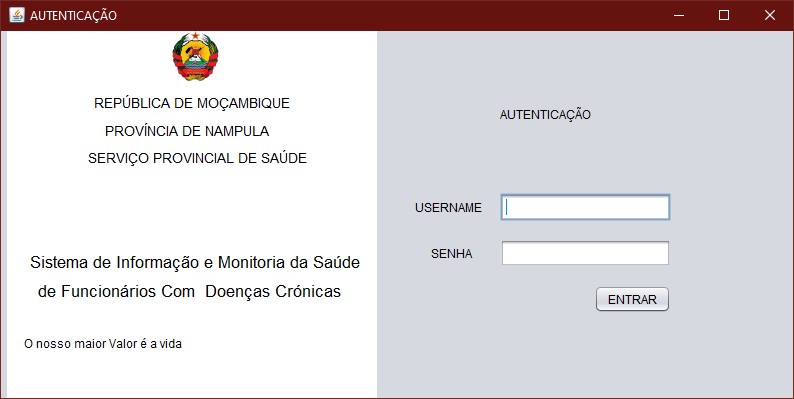 AUTENTICAÇÃO
REPÚBLICA DE MOÇAMBIQUE
PROVÍNCIA DE NAMPULA
SERVIÇO PROVINCIAL DE SAÚDE
Sistema de Informação e Monitoria da Saúde
de Funcionários Com Doenças Crónicas
O nosso maior Valor é a vida
AUTENTICAÇÃO
USERNAME
SENHA
ENTRAR